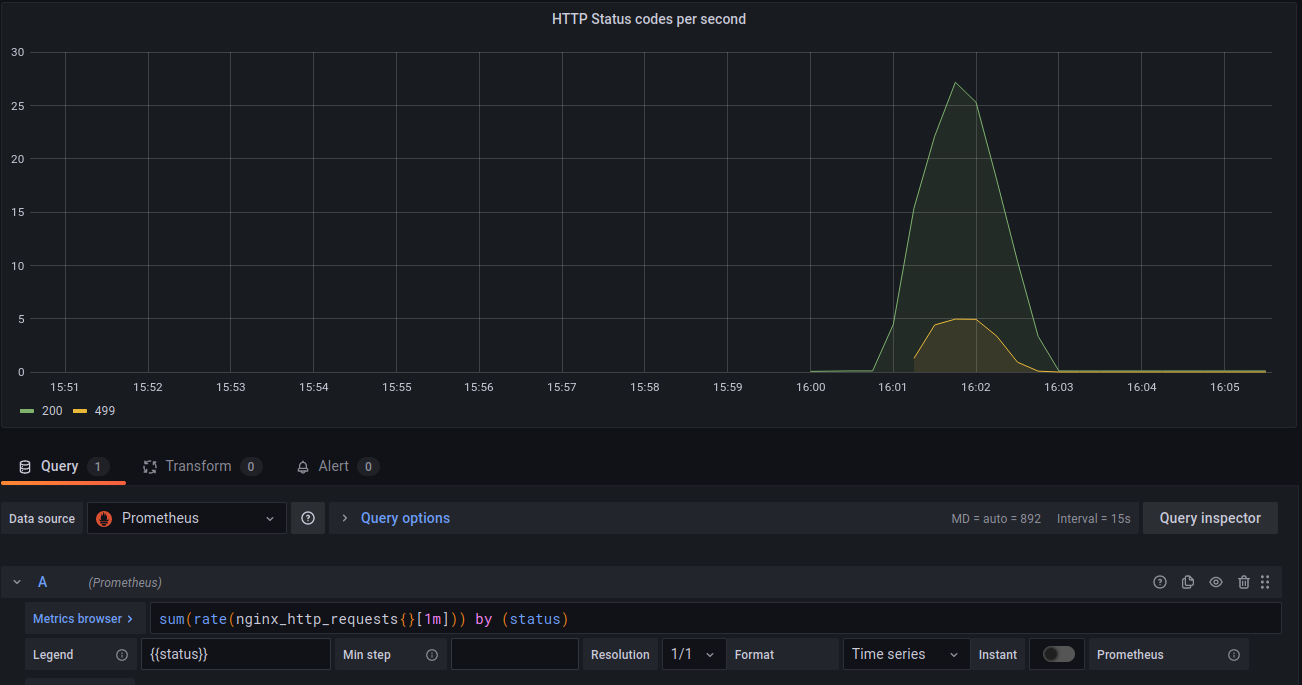 HTTP Status codes per second
30
25
20
15
10
5
0
15:51 15:52 15:53 15:54 15:55 15:56 15:57 15:58 15:59 16:00 16:01 16:02 16:03 16:04 16:05
200 499
Query 1 Transform 0 Alert 0
Data source Prometheus Query options MD = auto = 892 Interval = 15s Query inspector
A (Prometheus)
Metrics browser > sum(rate(nginx_http_requests{}[1m])) by (status)
Legend {{status}} Min step Resolution 1/1 Format Time series Instant Prometheus